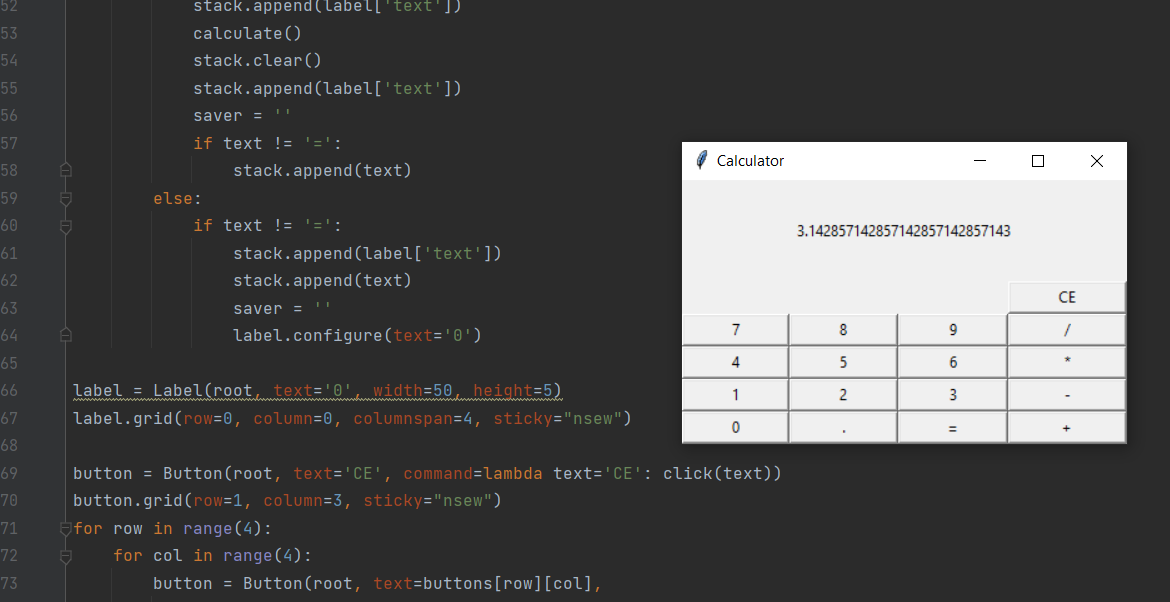 52 stack.append(label['text'])
53 calculate()
54 stack.clear()
55 stack.append(label['text'])
56 saver = ''
57 if text != '=':
58 stack.append(text)
59 else:
60 if text != '=':
61 stack.append(label['text'])
62 stack.append(text)
63 saver = ''
64 label.configure(text='0')
65
66 label = Label(root, text='0', width=50, height=5)
67 label.grid(row=0, column=0, columnspan=4, sticky="nsew")
68
69 button = Button(root, text='CE', command=lambda text='CE': click(text))
70 button.grid(row=1, column=3, sticky="nsew")
71 for row in range(4):
72 for col in range(4):
73 button = Button(root, text=buttons[row][col],
Calculator
3.142857142857142857142857143
CE
7 8 9 /
4 5 6 *
1 2 3 -
0 . = +